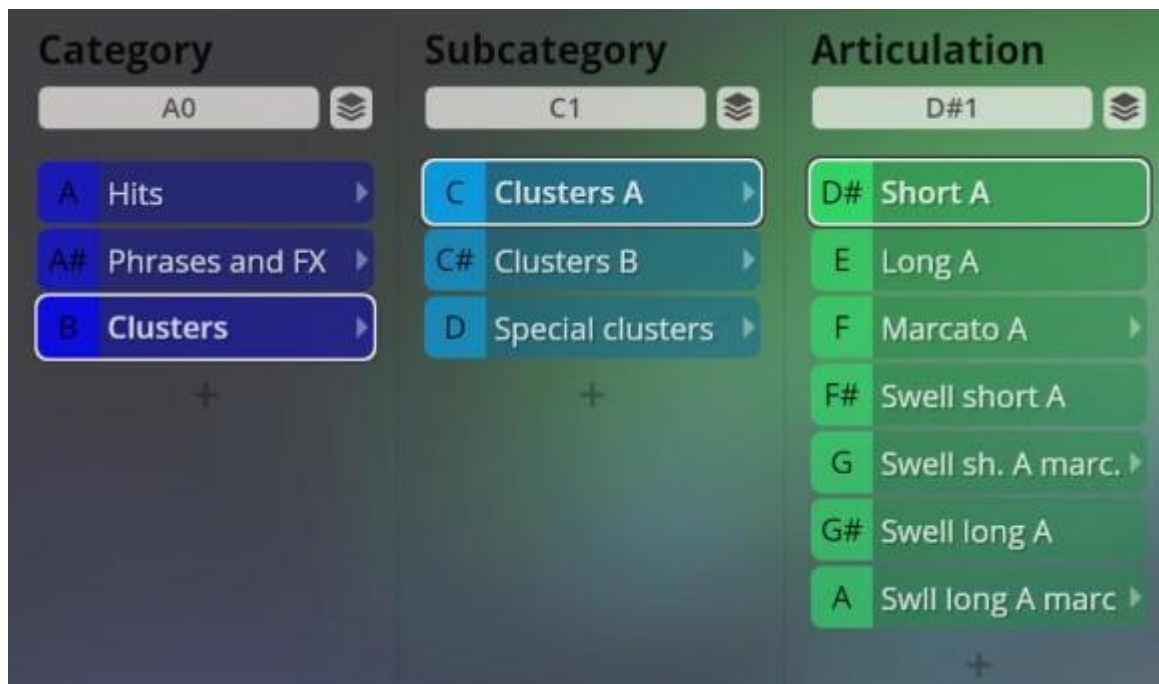 Category
A0
A Hits
A# Phrases and FX
B Clusters
+
Subcategory
C1
C Clusters A
C# Clusters B
D Special clusters
+
Articulation
D#1
D# Short A
E Long A
F Marcato A
F# Swell short A
G Swell sh. A marc.
G# Swell long A
A Swll long A marc
+